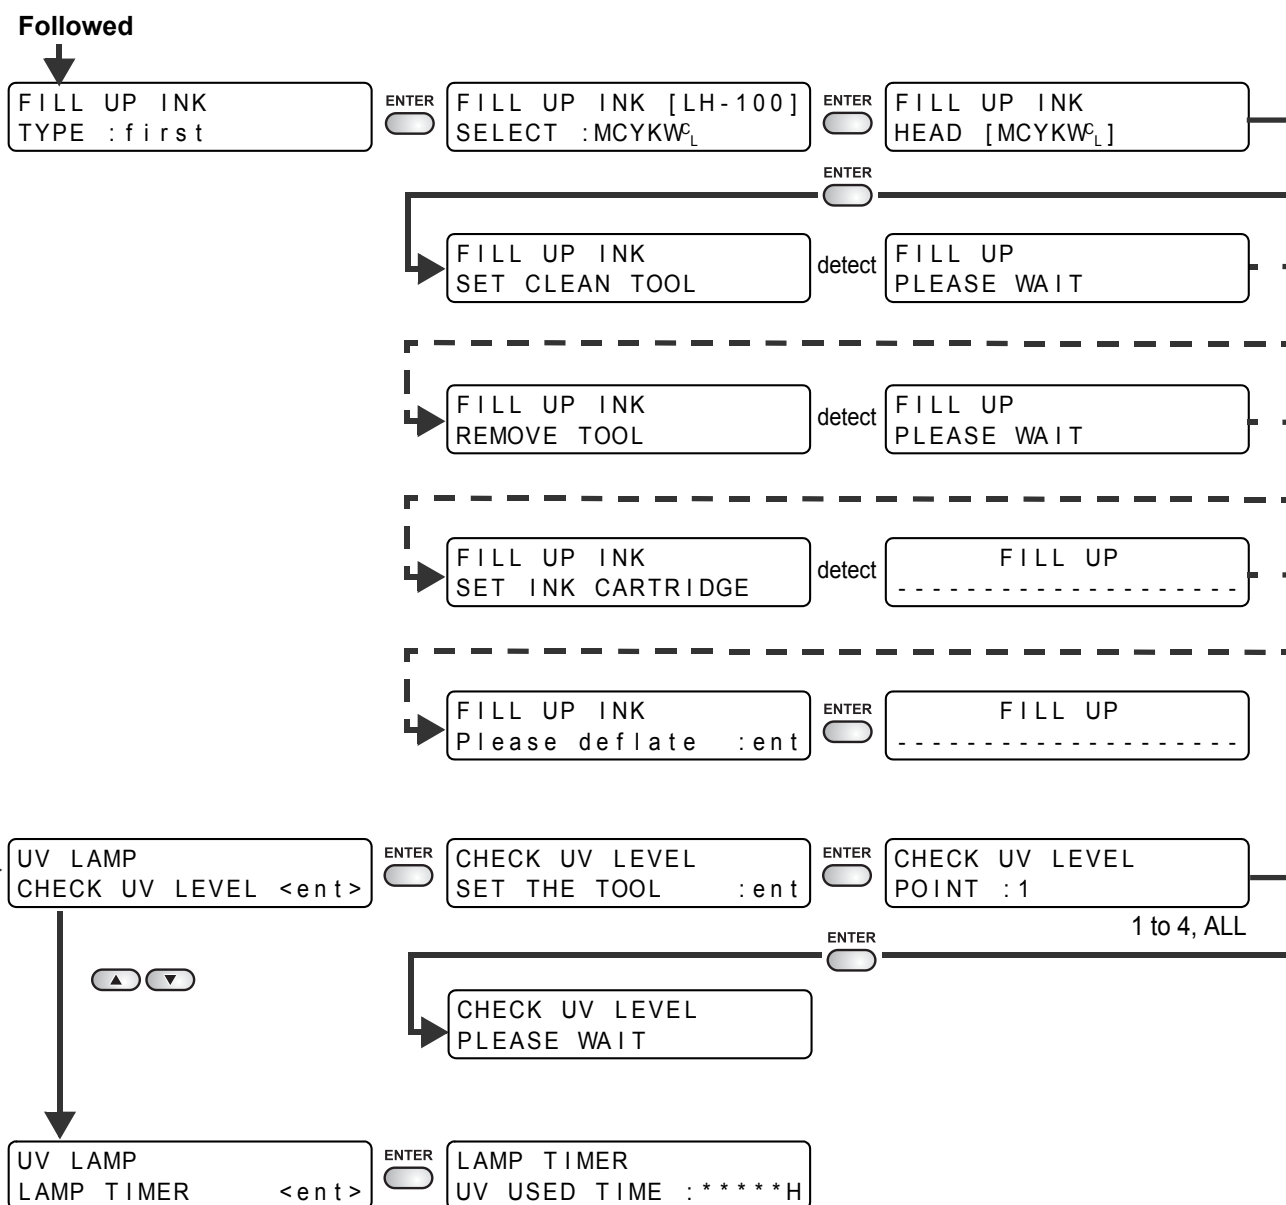 Followed
FILL UP INK
TYPE :first
ENTER
FILL UP INK [LH-100]
SELECT :MCYKWCL
ENTER
FILL UP INK
HEAD [MCYKWCL]
ENTER
FILL UP INK
SET CLEAN TOOL
detect
FILL UP
PLEASE WAIT
FILL UP INK
REMOVE TOOL
detect
FILL UP
PLEASE WAIT
FILL UP INK
SET INK CARTRIDGE
detect
FILL UP
--------------------
FILL UP INK
Please deflate :ent
ENTER
FILL UP
--------------------
UV LAMP
CHECK UV LEVEL <ent>
ENTER
CHECK UV LEVEL
SET THE TOOL :ent
ENTER
CHECK UV LEVEL
POINT :1
1 to 4, ALL
ENTER
CHECK UV LEVEL
PLEASE WAIT
UV LAMP
LAMP TIMER <ent>
ENTER
LAMP TIMER
UV USED TIME :*****H